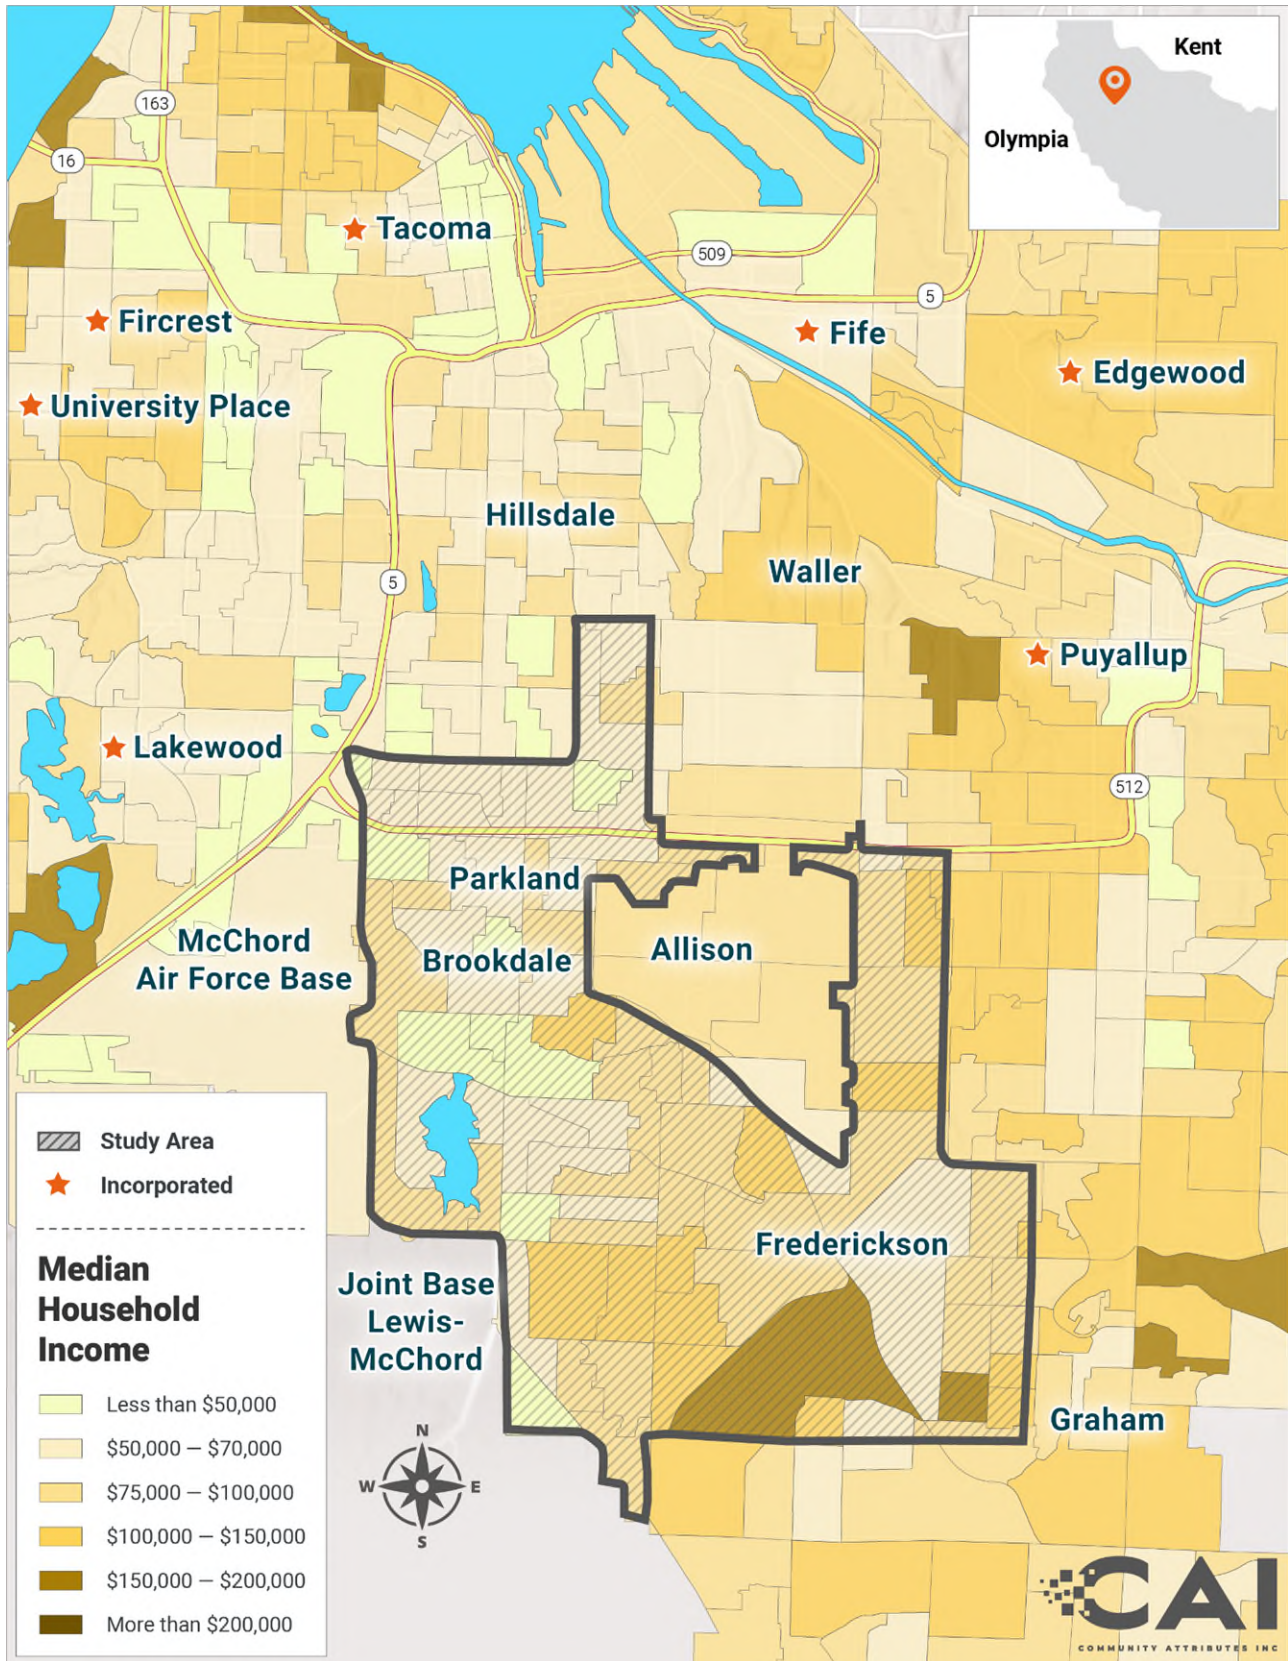 Kent
Olympia
163
16
Tacoma
509
5
Fircrest
Fife
Edgewood
University Place
Hillsdale
Waller
5
Puyallup
Lakewood
512
Parkland
McChord
Air Force Base
Brookdale
Allison
Study Area
Incorporated
Median
Household
Income
Less than $50,000
$50,000 – $70,000
$75,000 – $100,000
$100,000 – $150,000
$150,000 – $200,000
More than $200,000
Frederickson
Joint Base
Lewis-
McChord
Graham
N
W
E
S
CAI
COMMUNITY ATTRIBUTES INC